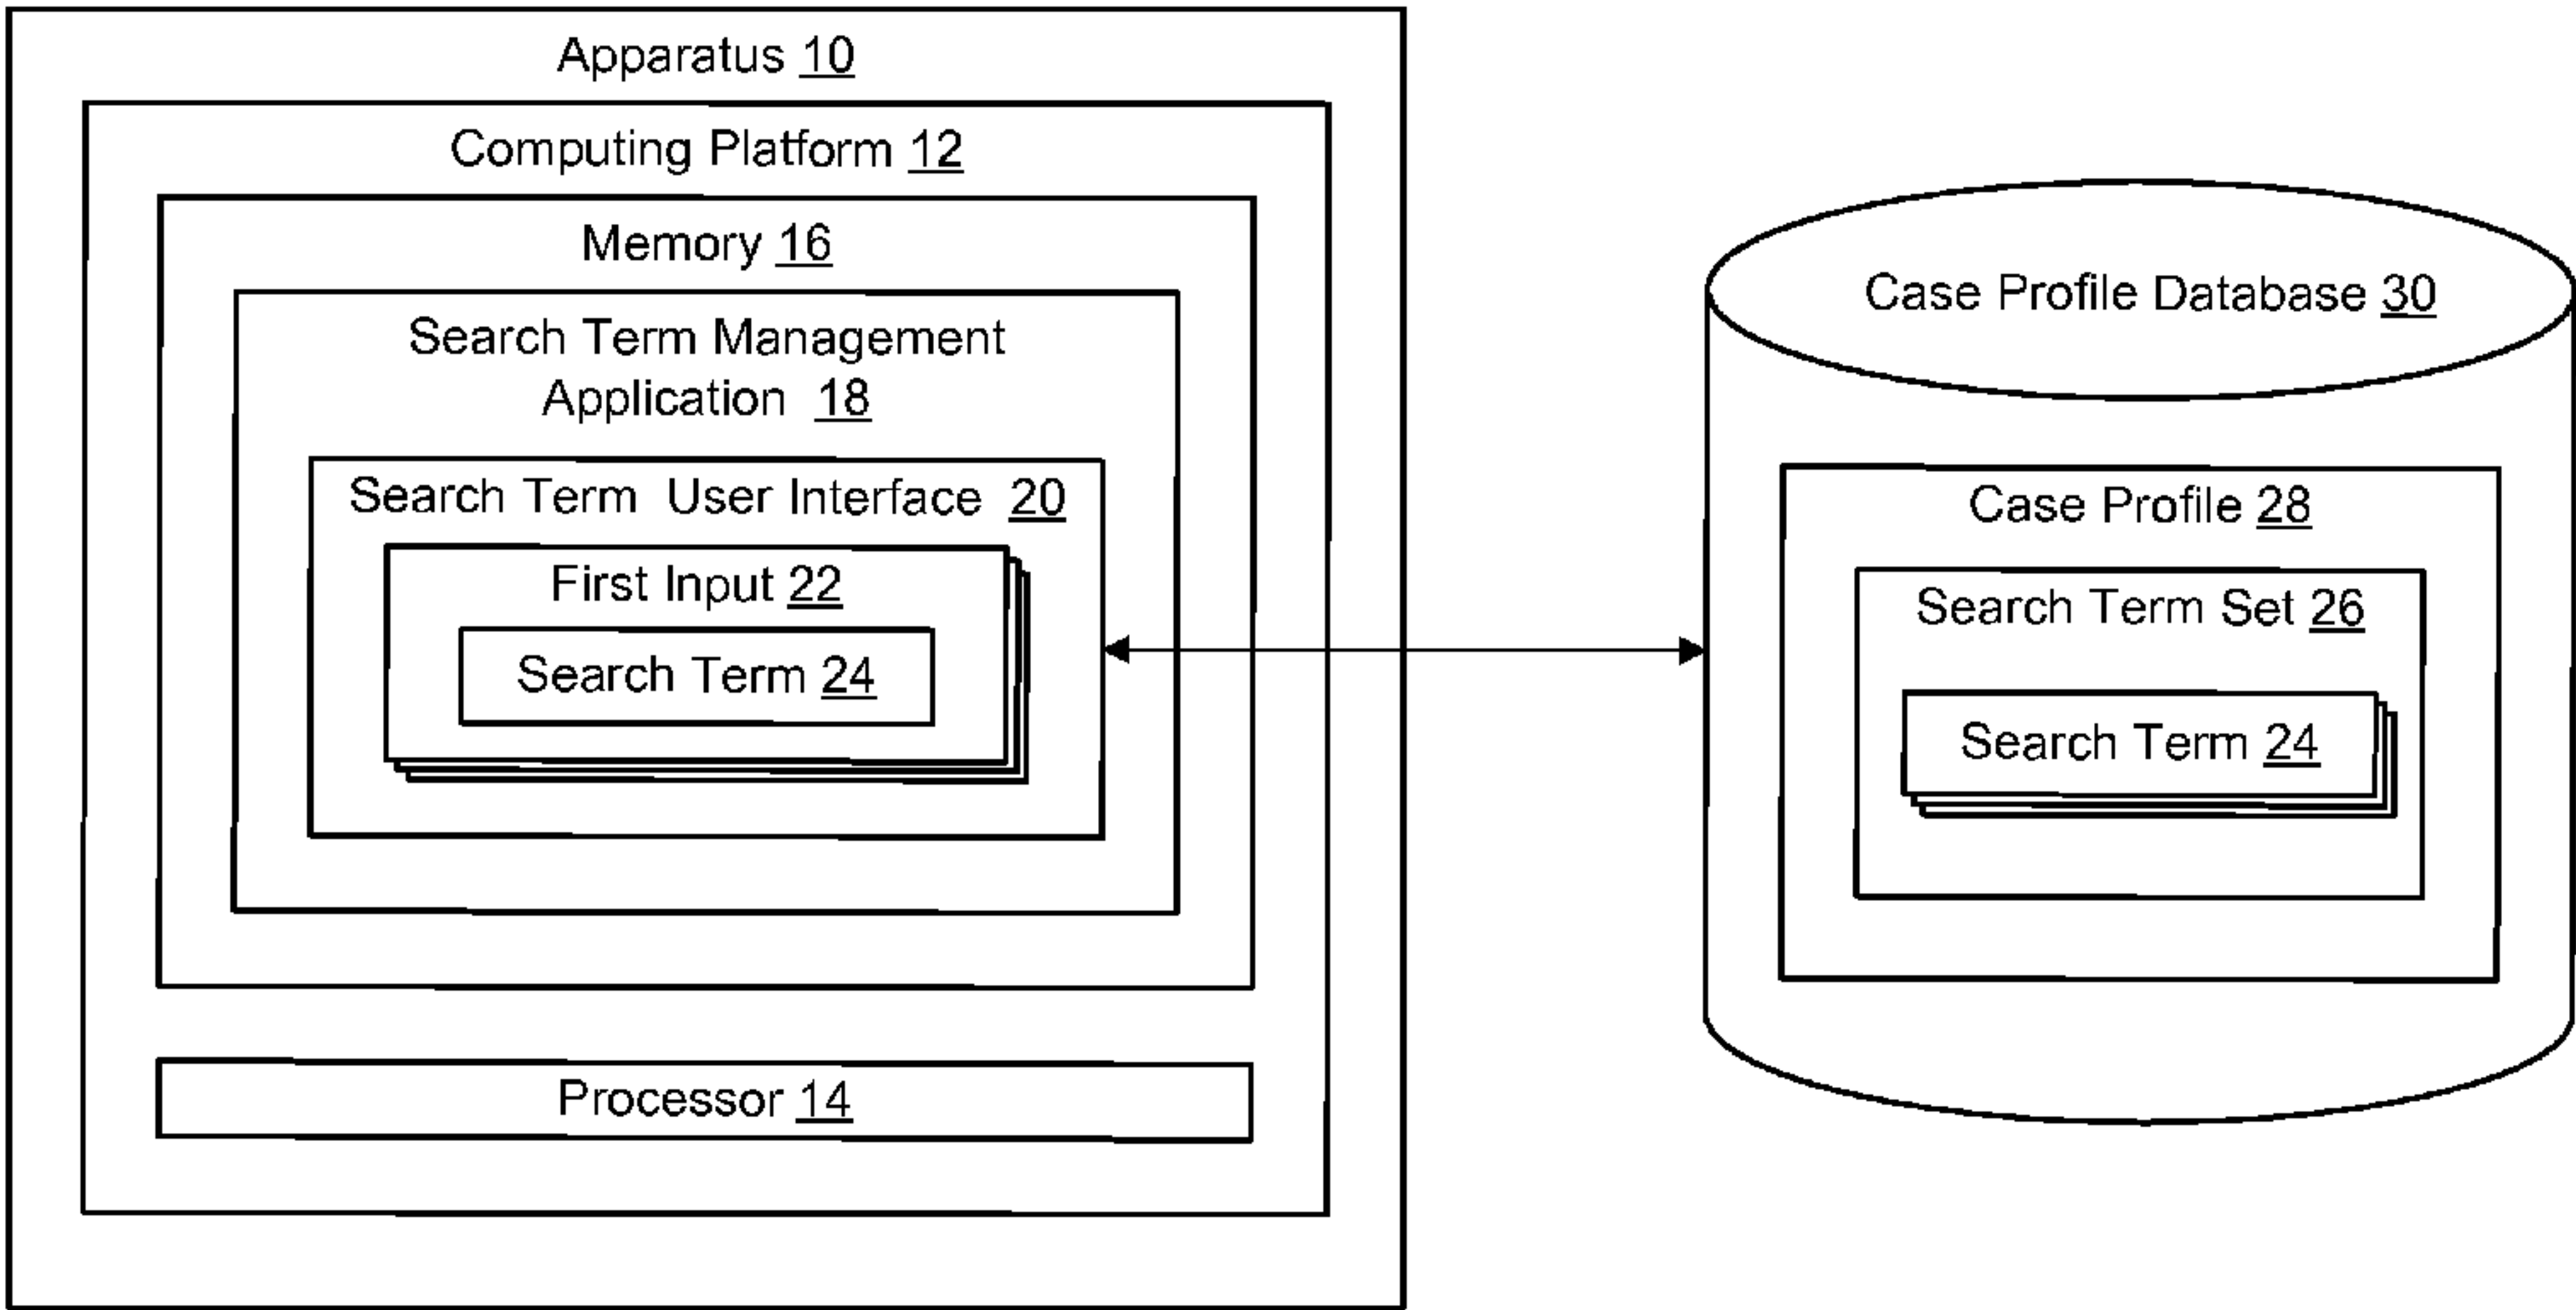 Apparatus 10
Computing Platform 12
Memory 16
Search Term Management
Application 18
Search Term User Interface 20
First Input 22
Search Term 24
Processor 14
Case Profile Database 30
Case Profile 28
Search Term Set 26
Search Term 24